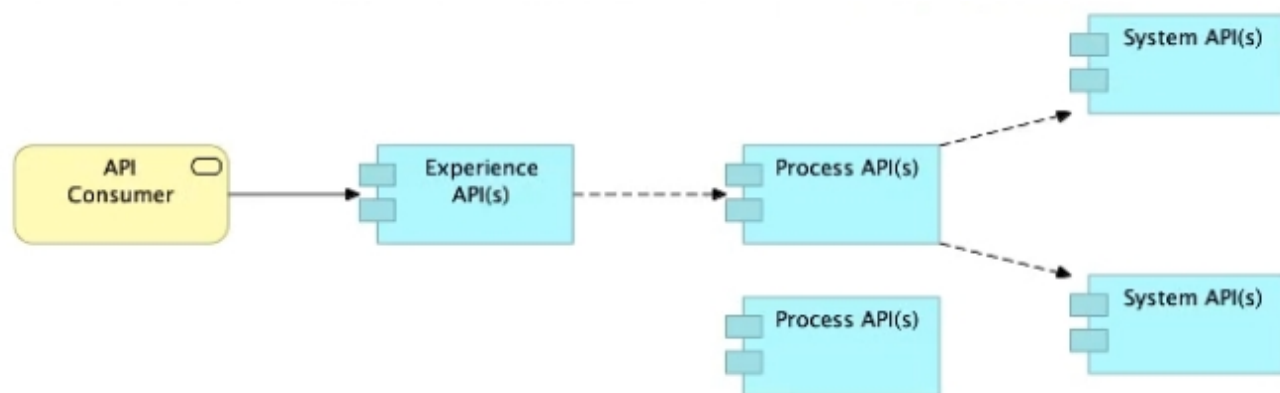 System API(s)
API
Consumer
Experience
API(s)
Process API(s)
System API(s)
Process API(s)